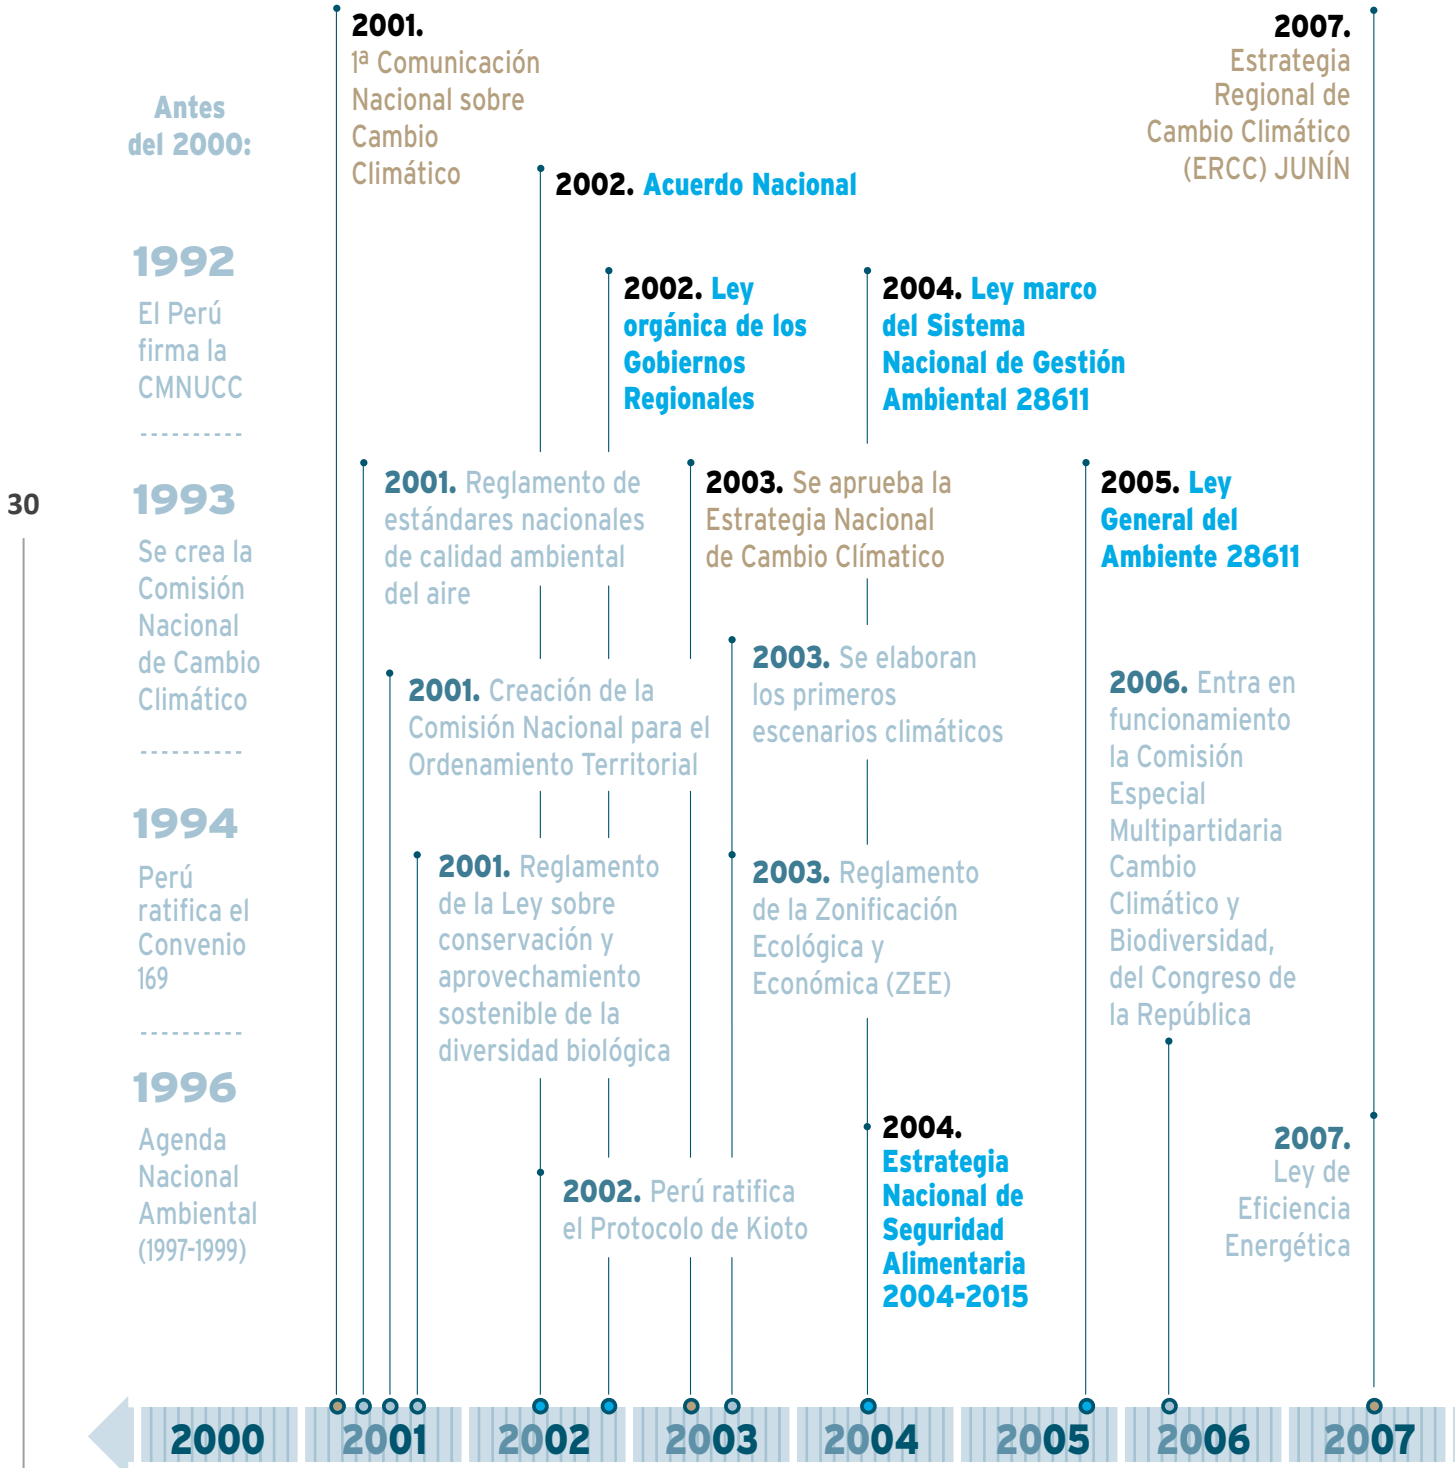 30
Antes
del 2000:
1992
El Perú
firma la
CMNUCC
1993
Se crea la
Comisión
Nacional
de Cambio
Climático
1994
Perú
ratifica el
Convenio
169
1996
Agenda
Nacional
Ambiental
(1997-1999)
2001.
1ª Comunicación
Nacional sobre
Cambio
Climático
2001. Reglamento de
estándares nacionales
de calidad ambiental
del aire
2001. Creación de la
Comisión Nacional para el
Ordenamiento Territorial
2001. Reglamento
de la Ley sobre
conservación y
aprovechamiento
sostenible de la
diversidad biológica
2002. Acuerdo Nacional
2002. Ley
orgánica de los
Gobiernos
Regionales
2002. Perú ratifica
el Protocolo de Kioto
2003. Se aprueba la
Estrategia Nacional
de Cambio Clímatico
2003. Se elaboran
los primeros
escenarios climáticos
2003. Reglamento
de la Zonificación
Ecológica y
Económica (ZEE)
2004. Ley marco
del Sistema
Nacional de Gestión
Ambiental 28611
2004.
Estrategia
Nacional de
Seguridad
Alimentaria
2004-2015
2005. Ley
General del
Ambiente 28611
2006. Entra en
funcionamiento
la Comisión
Especial
Multipartidaria
Cambio
Climático y
Biodiversidad,
del Congreso de
la República
2007.
Estrategia
Regional de
Cambio Climático
(ERCC) JUNÍN
2007.
Ley de
Eficiencia
Energética
2000 2001 2002 2003 2004 2005 2006 2007